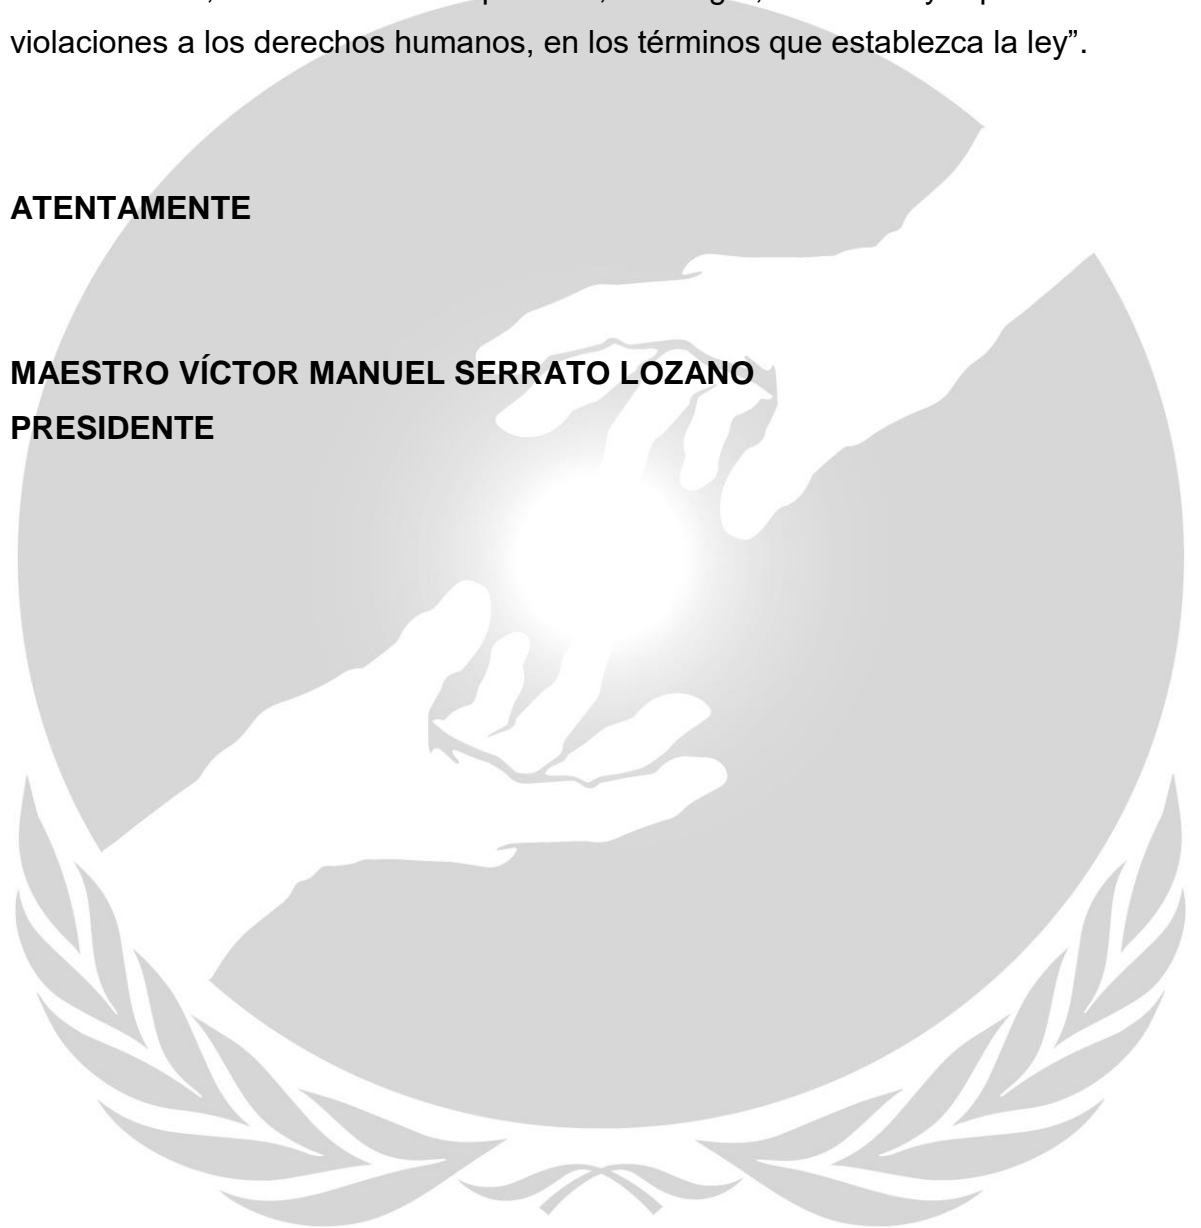 violaciones a los derechos humanos, en los términos que establezca la ley”.
ATENTAMENTE
MAESTRO VÍCTOR MANUEL SERRATO LOZANO
PRESIDENTE